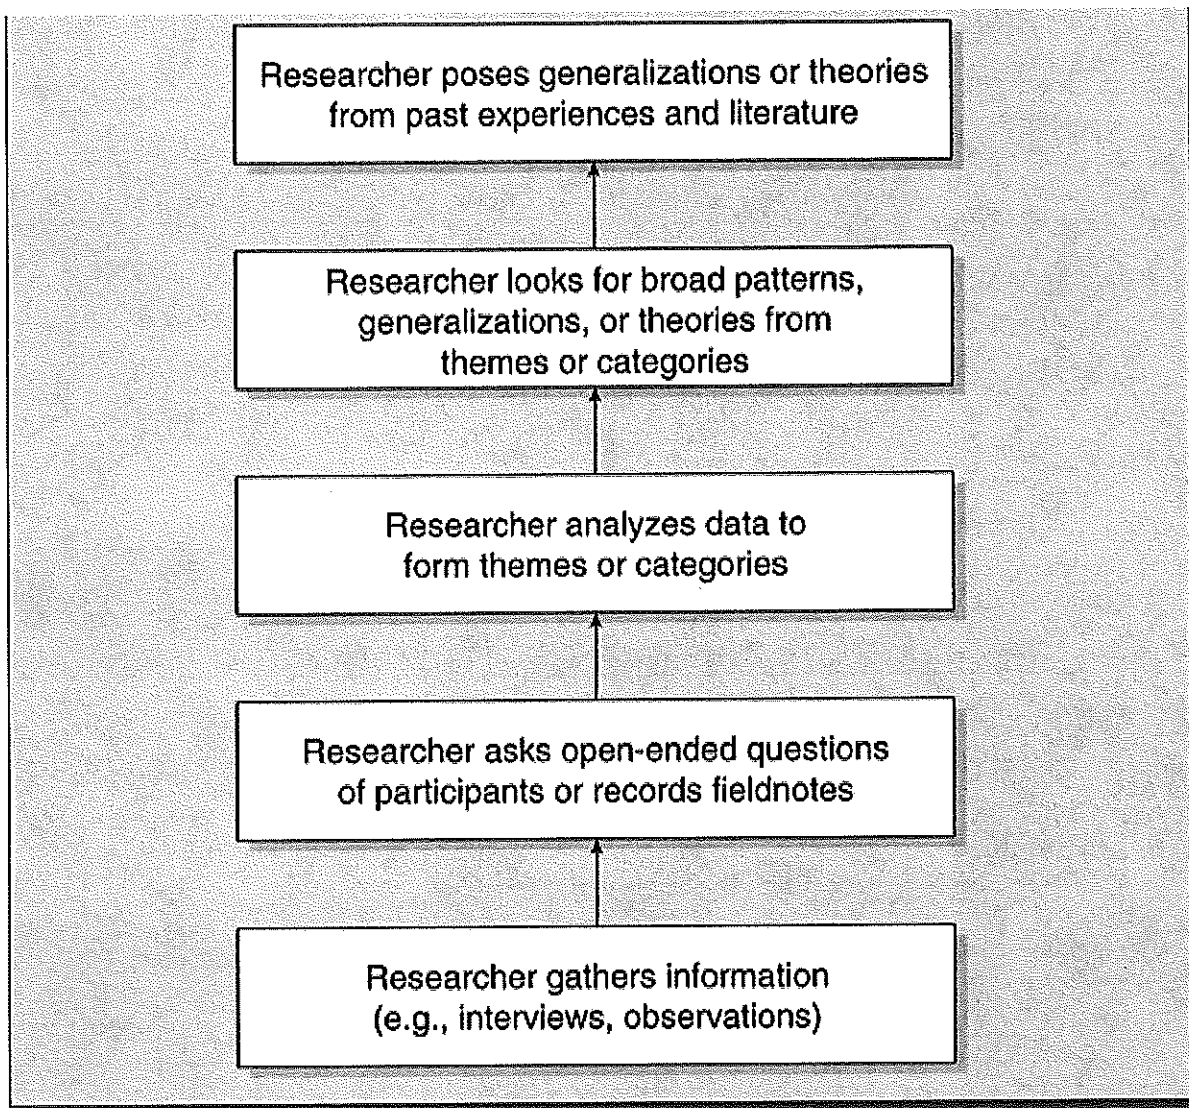 Researcher poses generalizations or theories
from past experiences and literature
Researcher looks for broad patterns,
generalizations, or theories from
themes or categories
Researcher analyzes data to
form themes or categories
Researcher asks open-ended questions
of participants or records fieldnotes
Researcher gathers information
(e.g., interviews, observations)